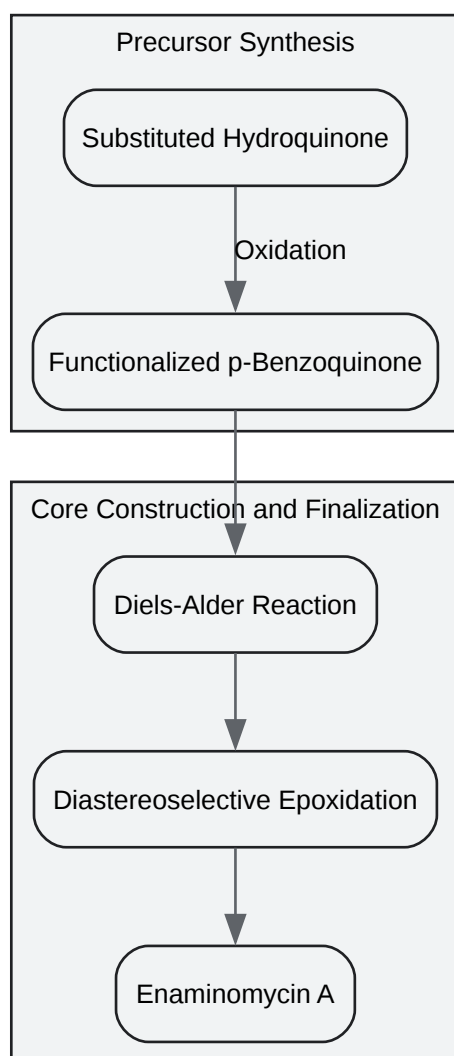 Precursor Synthesis
Substituted Hydroquinone
Oxidation
Functionalized p-Benzoquinone
Core Construction and Finalization
Diels-Alder Reaction
Diastereoselective Epoxidation
Enaminomycin A